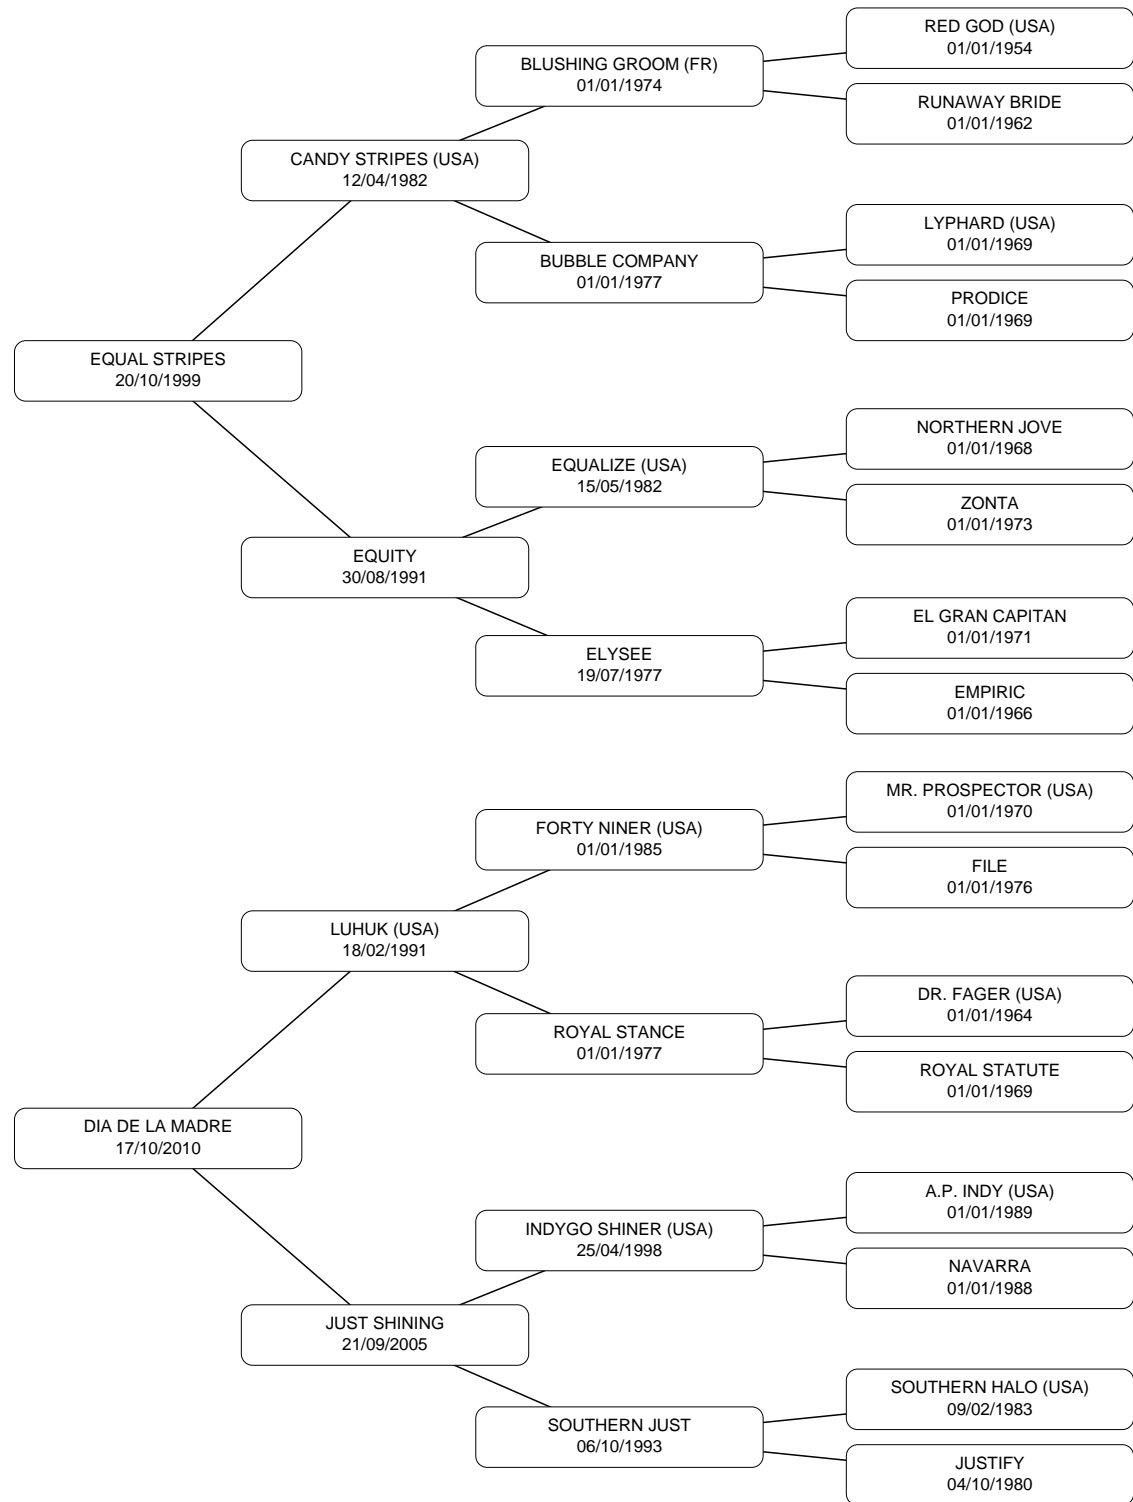 RED GOD (USA)
01/01/1954
BLUSHING GROOM (FR)
01/01/1974
RUNAWAY BRIDE
01/01/1962
CANDY STRIPES (USA)
12/04/1982
LYPHARD (USA)
01/01/1969
BUBBLE COMPANY
01/01/1977
PRODICE
01/01/1969
EQUAL STRIPES
20/10/1999
NORTHERN JOVE
01/01/1968
EQUALIZE (USA)
15/05/1982
ZONTA
01/01/1973
EQUITY
30/08/1991
EL GRAN CAPITAN
01/01/1971
ELYSEE
19/07/1977
EMPIRIC
01/01/1966
MR. PROSPECTOR (USA)
01/01/1970
FORTY NINER (USA)
01/01/1985
FILE
01/01/1976
LUHUK (USA)
18/02/1991
DR. FAGER (USA)
01/01/1964
ROYAL STANCE
01/01/1977
ROYAL STATUTE
01/01/1969
DIA DE LA MADRE
17/10/2010
A.P. INDY (USA)
01/01/1989
INDYGO SHINER (USA)
25/04/1998
NAVARRA
01/01/1988
JUST SHINING
21/09/2005
SOUTHERN HALO (USA)
09/02/1983
SOUTHERN JUST
06/10/1993
JUSTIFY
04/10/1980